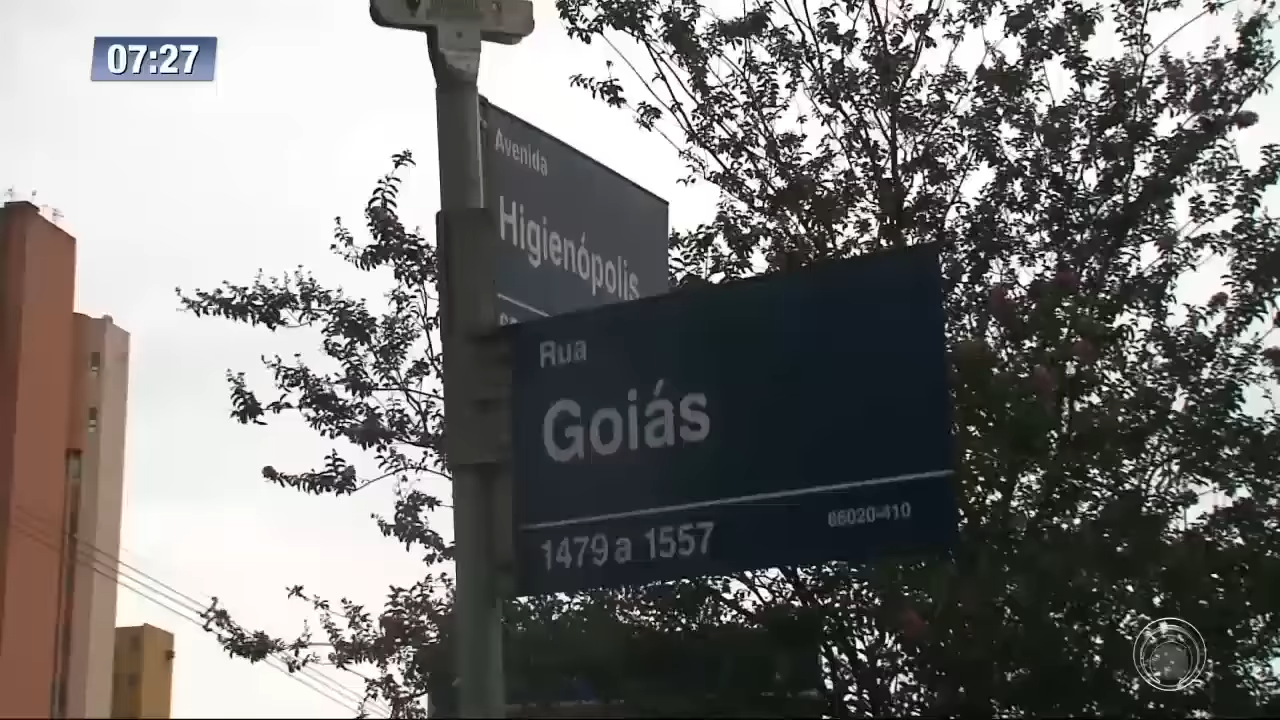 07:27
Avenida
Higienópolis
Rua
Goiás
1479 a 1557
86020-410